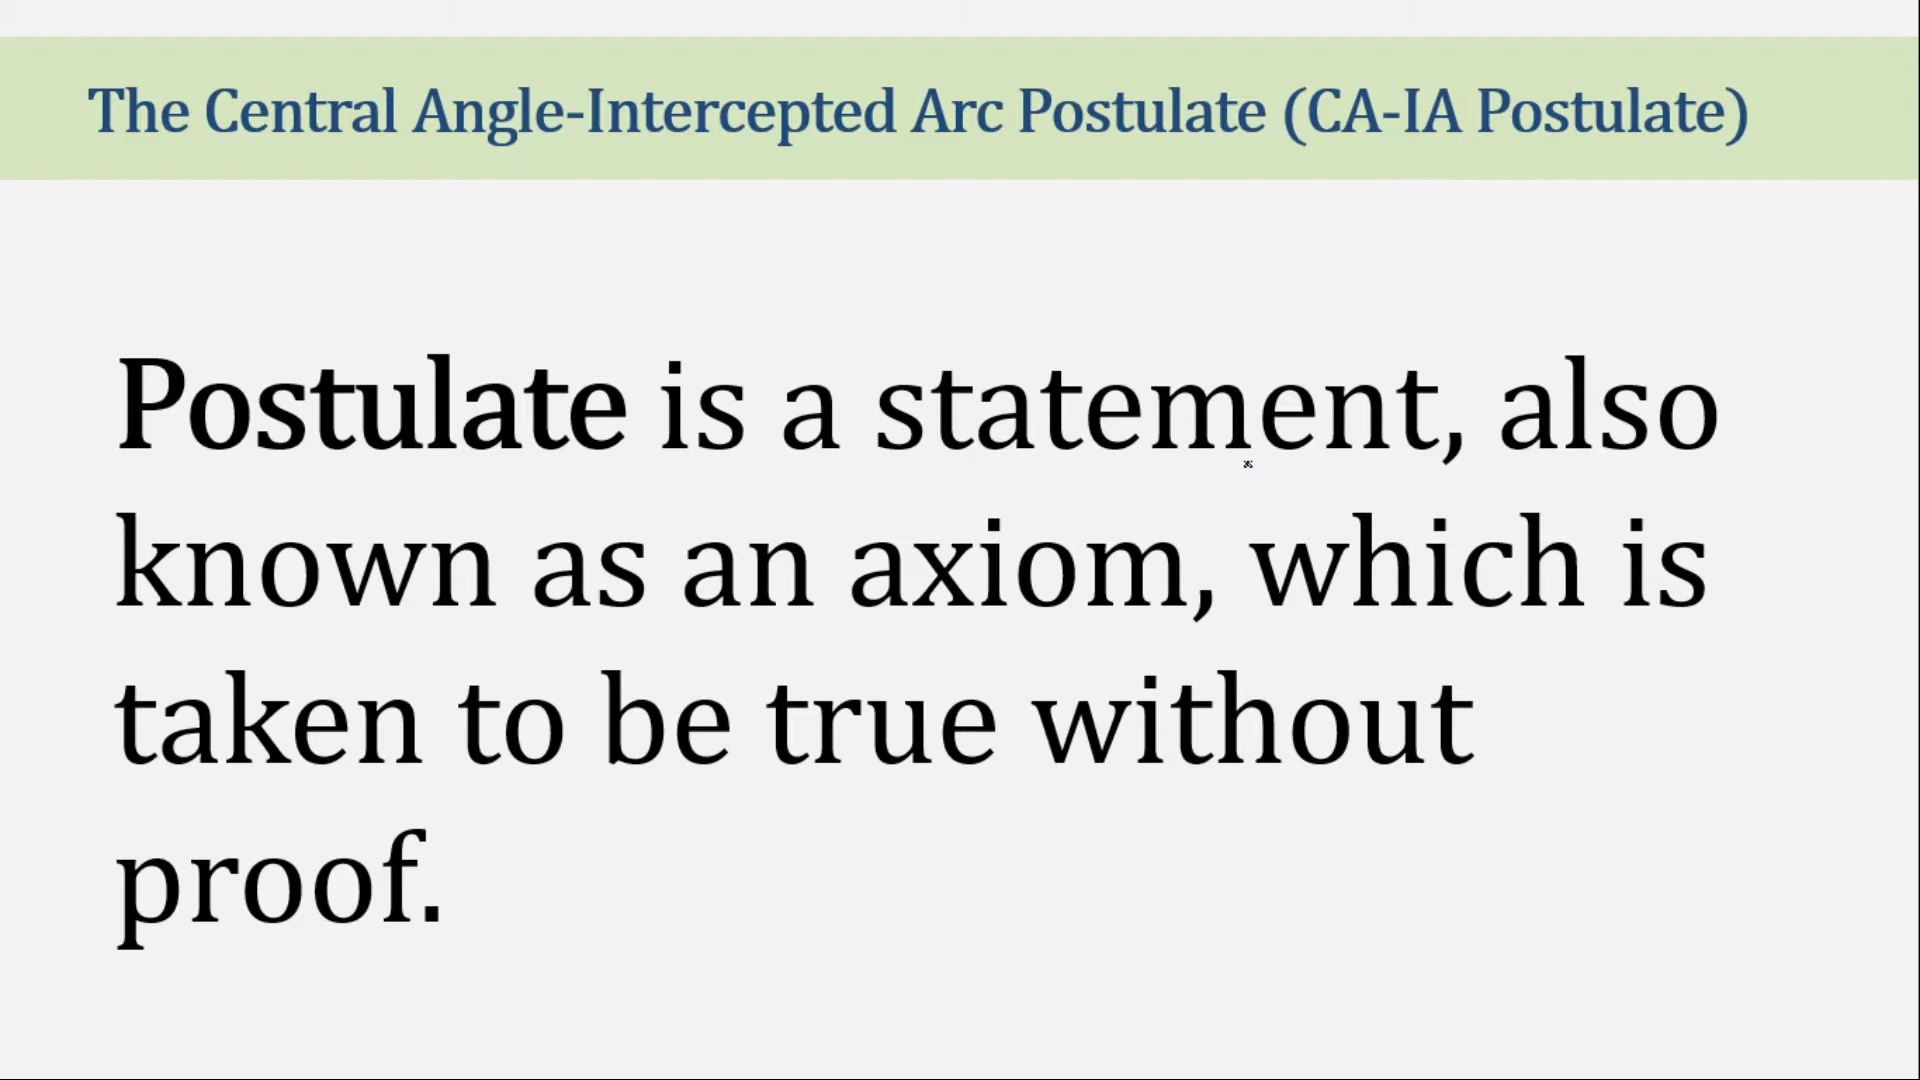 The Central Angle-Intercepted Arc Postulate (CA-IA Postulate)
Postulate is a statement, also
known as an axiom, which is
taken to be true without
proof.